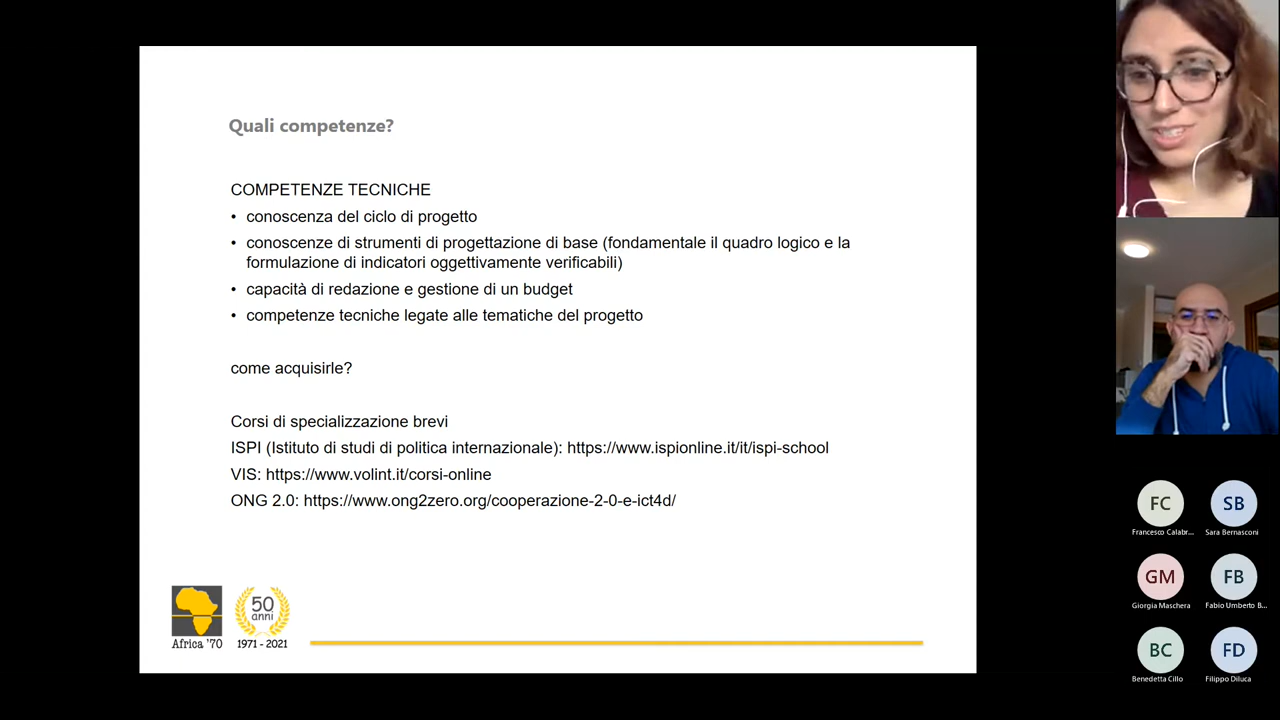 Quali competenze?
COMPETENZE TECNICHE
• conoscenza del ciclo di progetto
• conoscenze di strumenti di progettazione di base (fondamentale il quadro logico e la
formulazione di indicatori oggettivamente verificabili)
• capacità di redazione e gestione di un budget
• competenze tecniche legate alle tematiche del progetto
come acquisirle?
Corsi di specializzazione brevi
ISPI (Istituto di studi di politica internazionale): https://www.ispionline.it/it/ispi-school
VIS: https://www.volint.it/corsi-online
ONG 2.0: https://www.ong2zero.org/cooperazione-2-0-e-ict4d/
Africa '70
50
anni
1971 - 2021
FC
Francesco Calabr...
SB
Sara Bernasconi
GM
Giorgia Maschera
FB
Fabio Umberto B...
BC
Benedetta Cillo
FD
Filippo Diluca